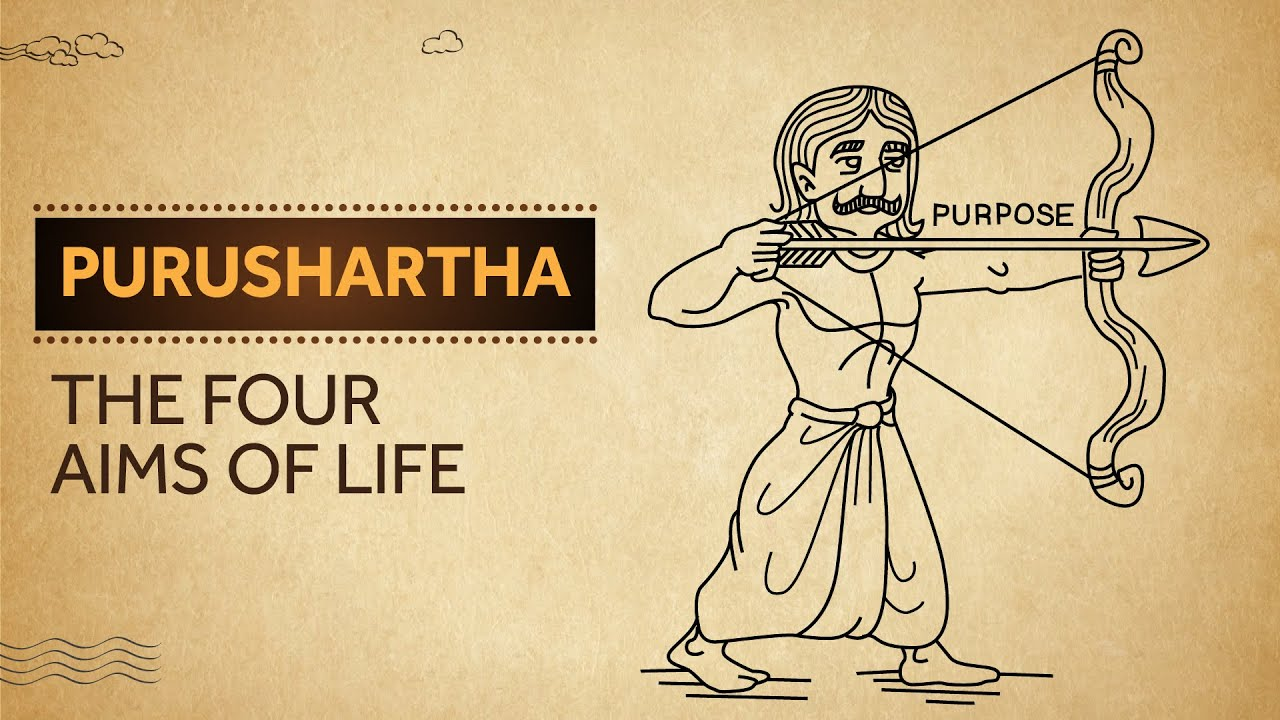 PURUSHARTHA
THE FOUR
AIMS OF LIFE
PURPOSE